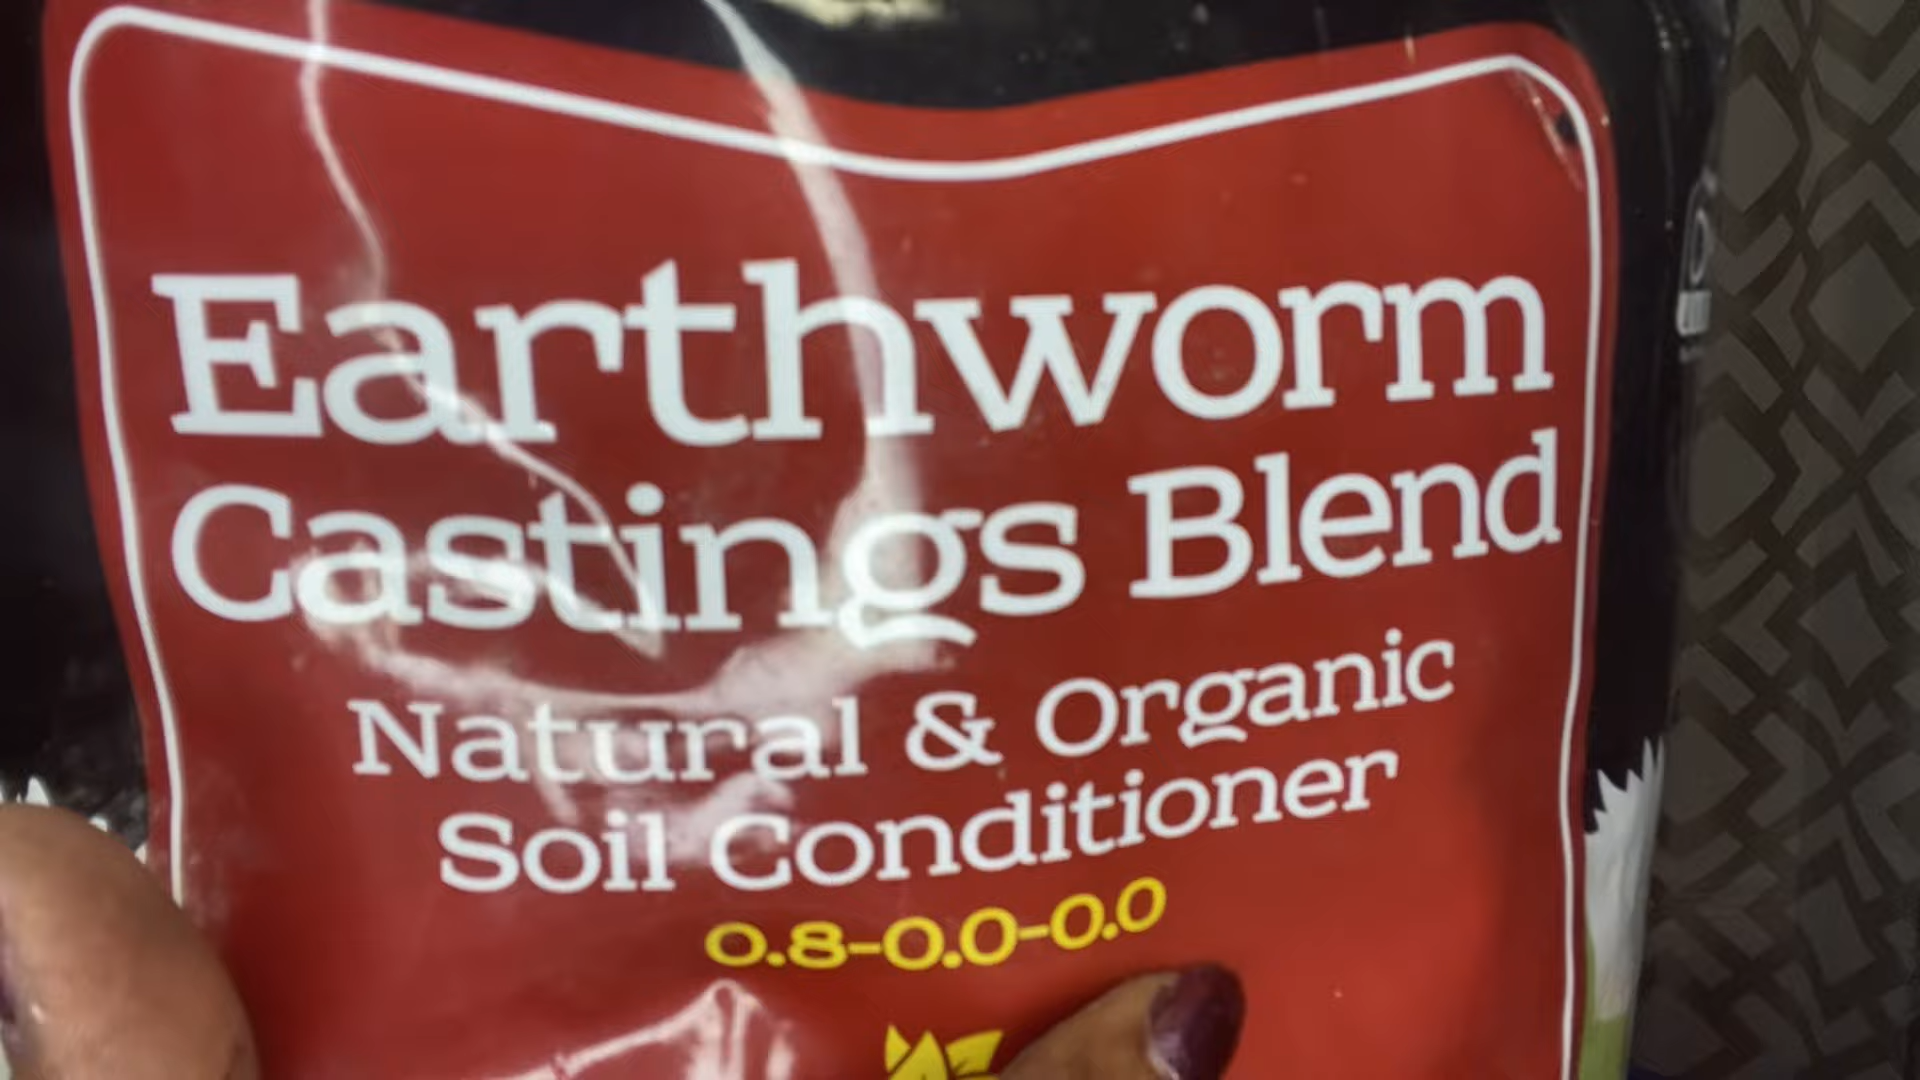 Earthworm
Castings Blend
Natural & Organic
Soil Conditioner
0.8-0.0-0.0